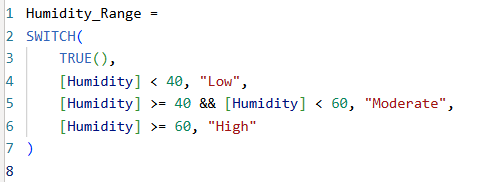 1 Humidity_Range =
2 SWITCH(
3     TRUE(),
4     [Humidity] < 40, "Low",
5     [Humidity] >= 40 && [Humidity] < 60, "Moderate",
6     [Humidity] >= 60, "High"
7 )
8